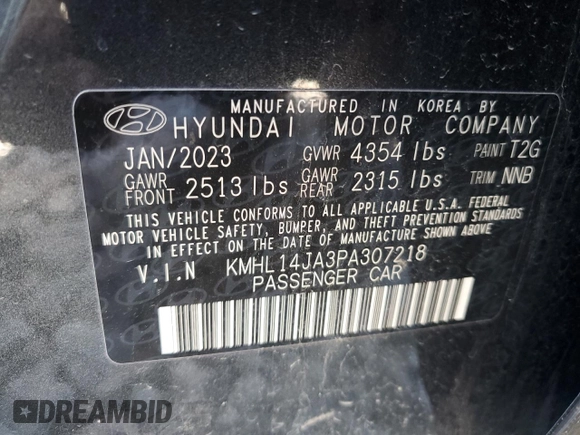 MANUFACTURED IN KOREA BY
HYUNDAI MOTOR COMPANY
JAN/2023 GVWR 4354 lbs PAINT T2G
GAWR FRONT 2513 lbs GAWR REAR 2315 lbs TRIM NNB
THIS VEHICLE CONFORMS TO ALL APPLICABLE U.S.A. FEDERAL
MOTOR VEHICLE SAFETY, BUMPER, AND THEFT PREVENTION STANDARDS
IN EFFECT ON THE DATE OF MANUFACTURE SHOWN ABOVE.
V.I.N KMHL14JA3PA307218
PASSENGER CAR
DREAMBID